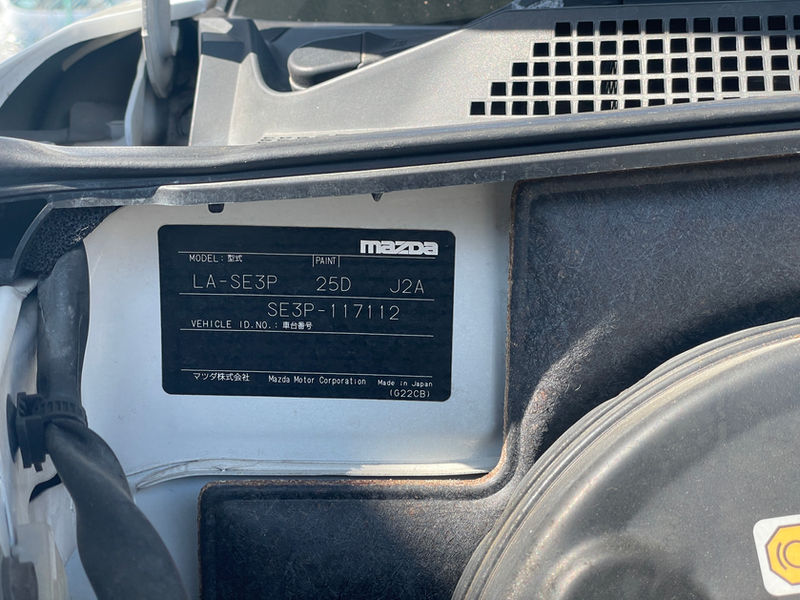 mazda
MODEL: 型式 PAINT
LA-SE3P 25D J2A
SE3P-117112
VEHICLE ID.NO.: 車台番号
マツダ株式会社 Mazda Motor Corporation Made in Japan
(G22CB)